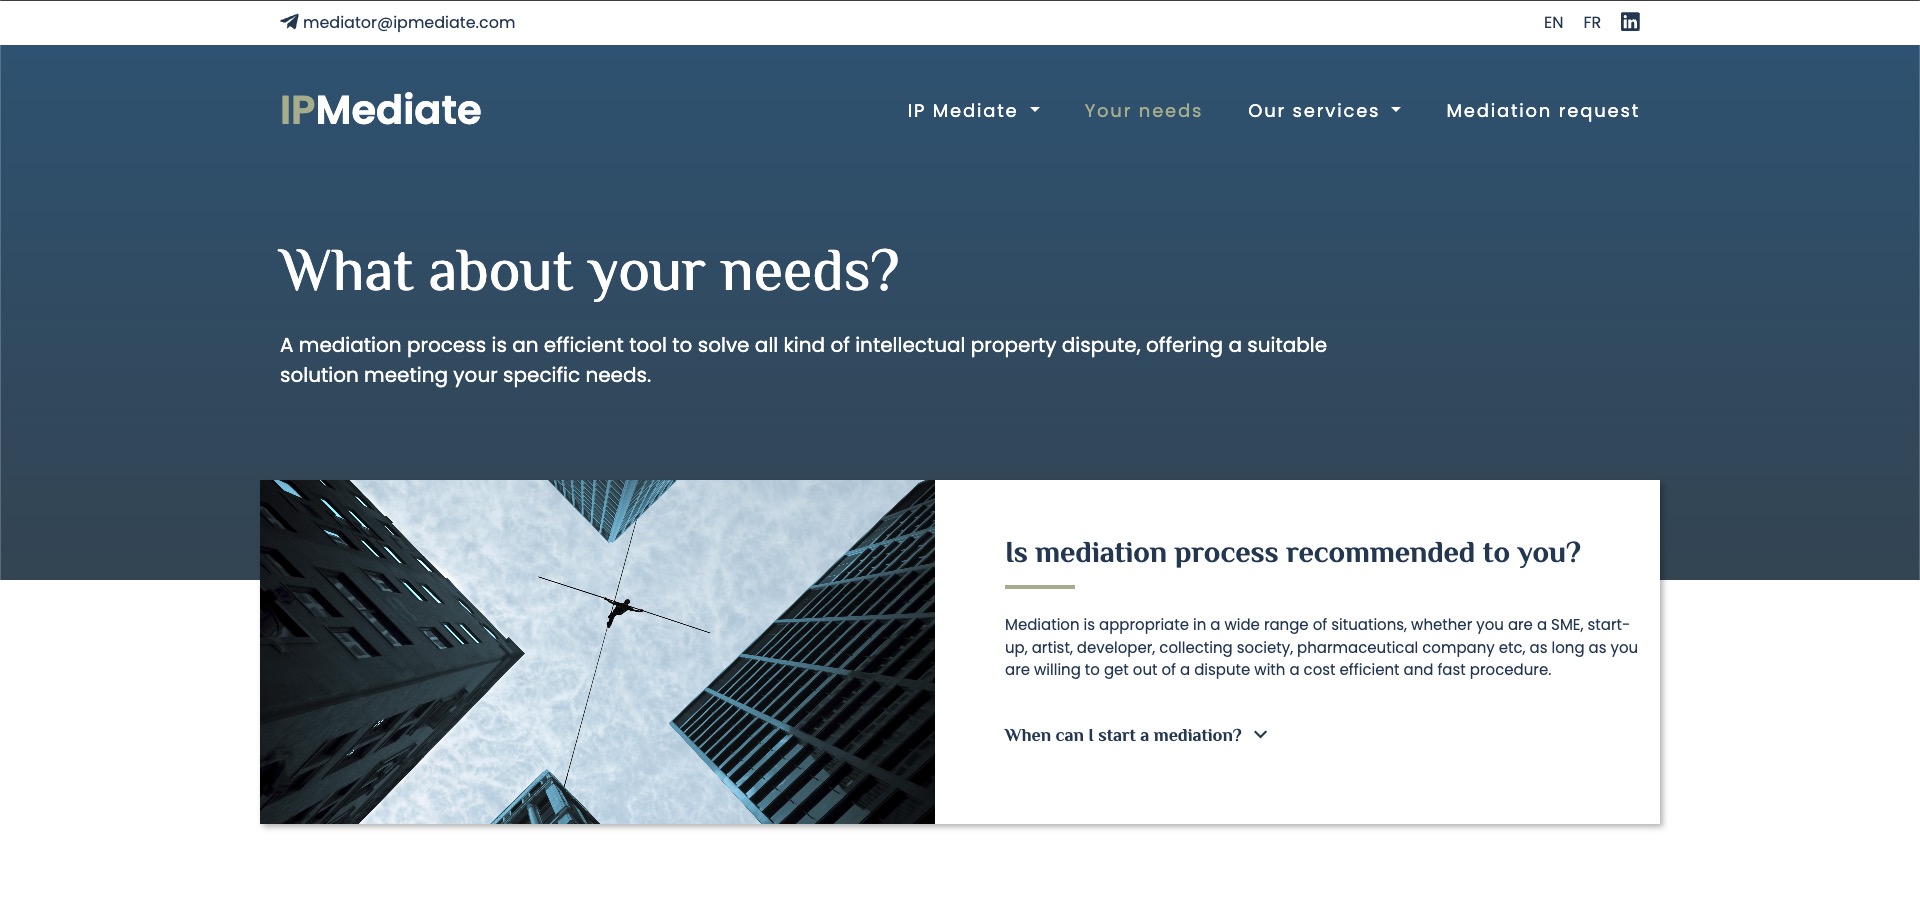 mediator@ipmediate.com
EN FR in
IPMediate
IP Mediate Your needs Our services Mediation request
What about your needs?
A mediation process is an efficient tool to solve all kind of intellectual property dispute, offering a suitable
solution meeting your specific needs.
Is mediation process recommended to you?
Mediation is appropriate in a wide range of situations, whether you are a SME, start-
up, artist, developer, collecting society, pharmaceutical company etc, as long as you
are willing to get out of a dispute with a cost efficient and fast procedure.
When can I start a mediation?